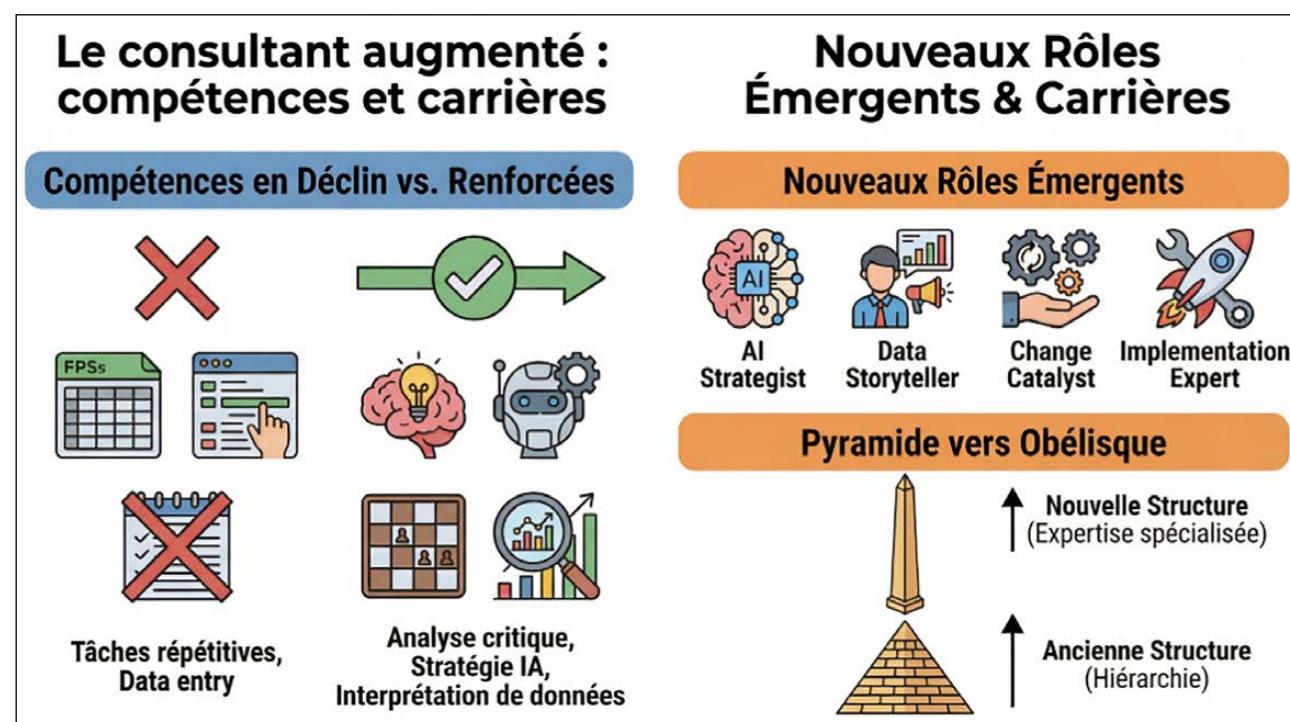 Le consultant augmenté :
compétences et carrières
Compétences en Déclin vs. Renforcées
FPSs
Tâches répétitives,
Data entry
Analyse critique,
Stratégie IA,
Interprétation de données
Nouveaux Rôles
Émergents & Carrières
Nouveaux Rôles Émergents
AI
AI
Strategist
Data
Storyteller
Change
Catalyst
Implementation
Expert
Pyramide vers Obélisque
Nouvelle Structure
(Expertise spécialisée)
Ancienne Structure
(Hiérarchie)